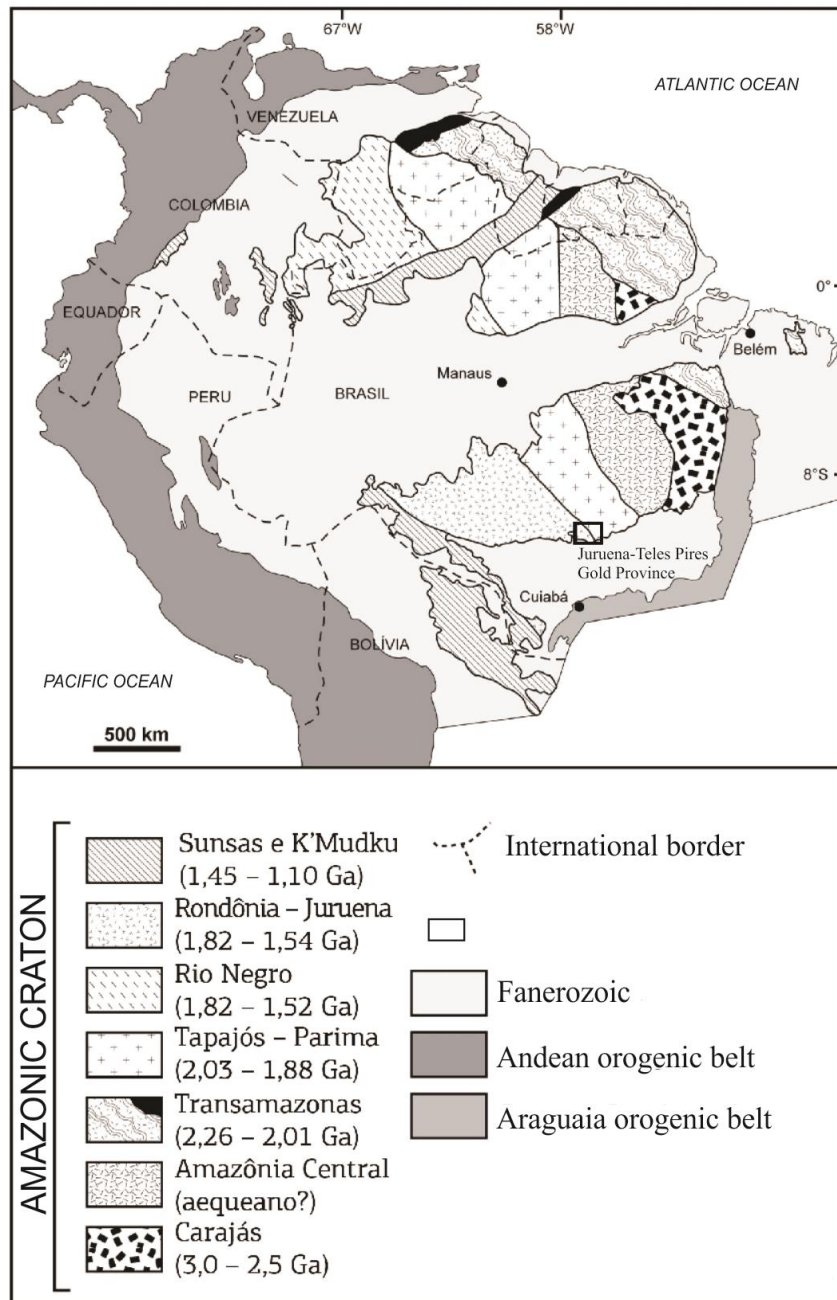 67°W
58°W
ATLANTIC OCEAN
VENEZUELA
COLOMBIA
0°
EQUADOR
Belém
Manaus
PERU
BRASIL
8°S
Juruena-Teles Pires
Gold Province
Cuiabá
BOLÍVIA
PACIFIC OCEAN
500 km
AMAZONIC CRATON
Sunsas e K'Mudku
(1,45 – 1,10 Ga)
Rondônia – Juruena
(1,82 – 1,54 Ga)
Rio Negro
(1,82 – 1,52 Ga)
Tapajós – Parima
(2,03 – 1,88 Ga)
Transamazonas
(2,26 – 2,01 Ga)
Amazônia Central
(aequeano?)
Carajás
(3,0 – 2,5 Ga)
International border
Fanerozoic
Andean orogenic belt
Araguaia orogenic belt